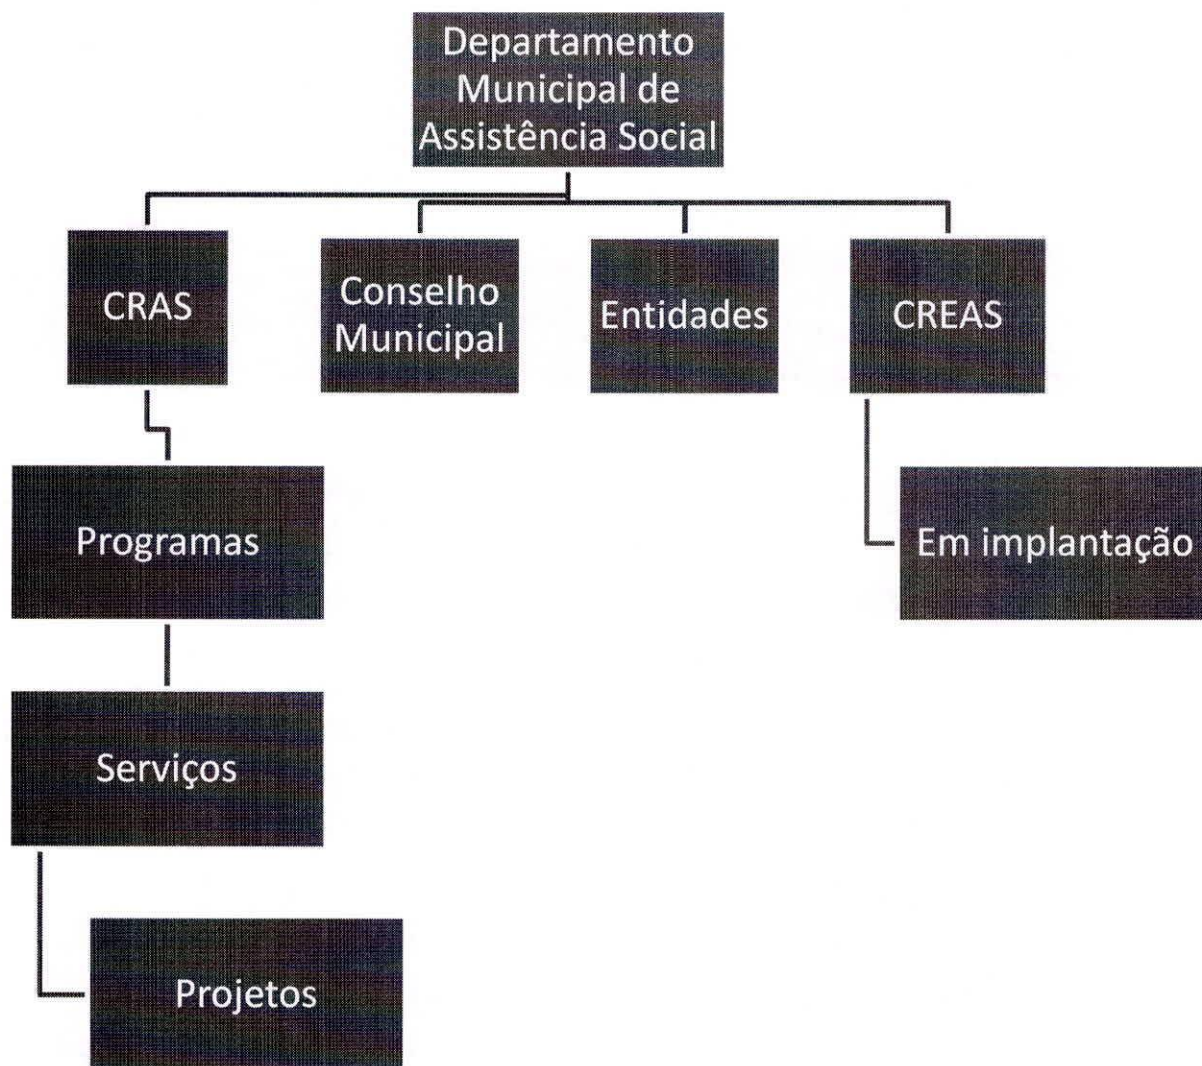 Departamento
Municipal de
Assistência Social
CRAS
Conselho
Municipal
Entidades
CREAS
Programas
Em implantação
Serviços
Projetos